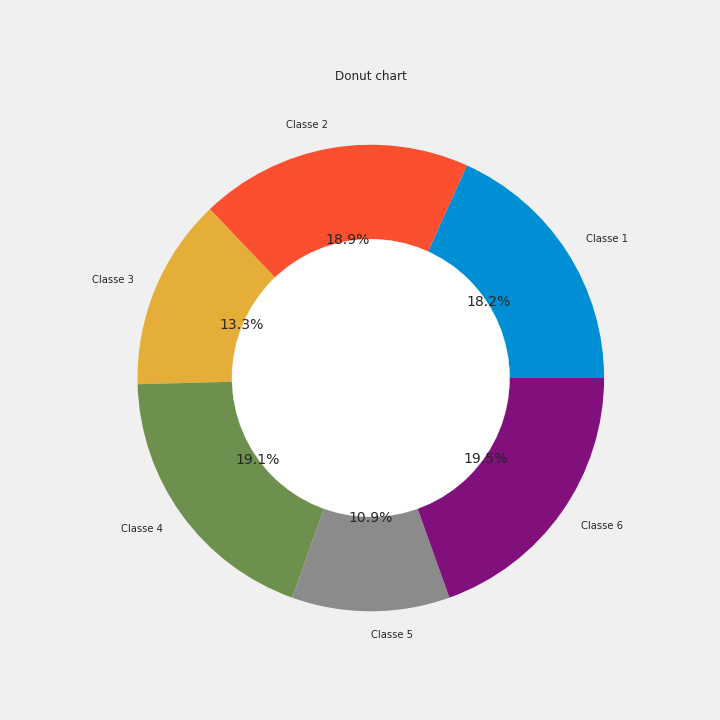 Donut chart
Classe 2
Classe 1
18.9%
Classe 3
18.2%
13.3%
19.1%
19.5%
10.9%
Classe 4
Classe 6
Classe 5